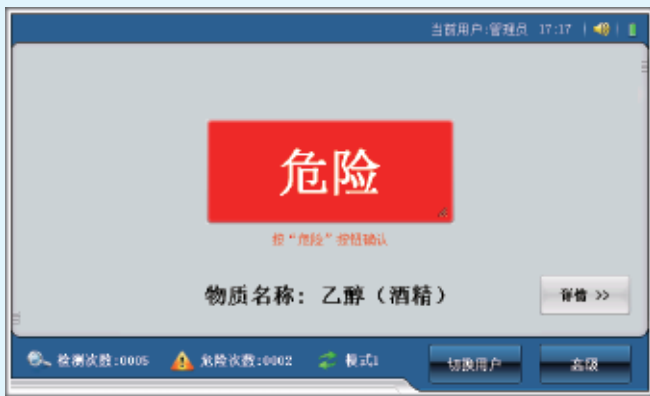 当前用户:管理员 17:17
危险
按“危险”按钮确认
物质名称: 乙醇 (酒精)
详情 >>
检测次数:0005 危险次数:0002 模式1 切换用户 高级